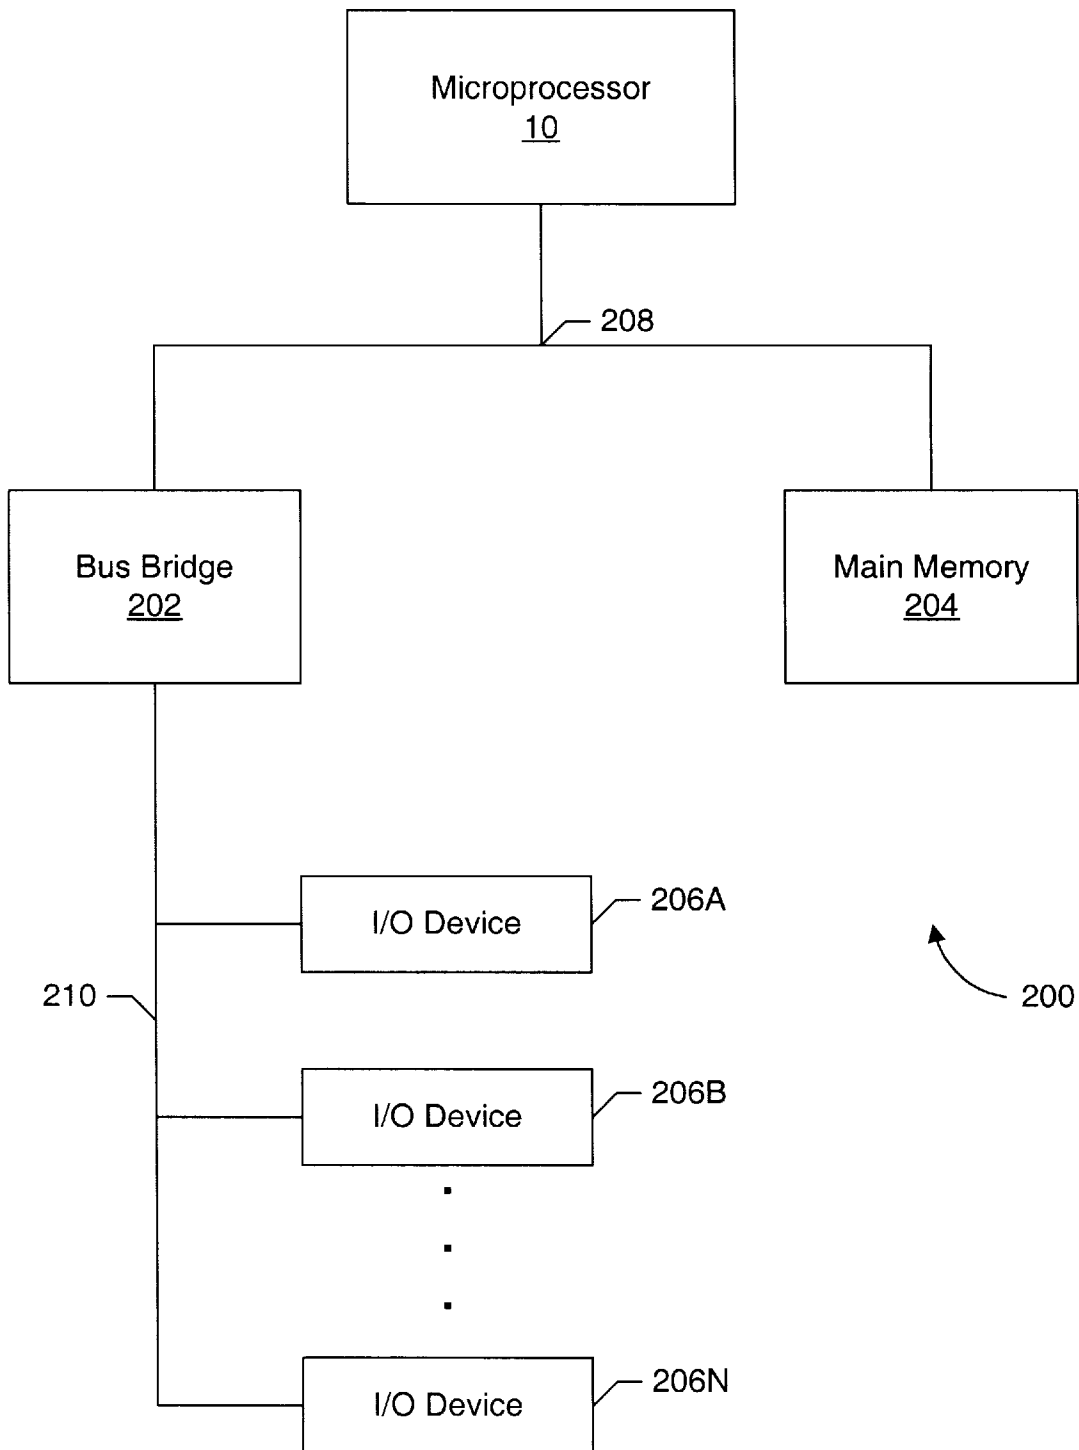 Microprocessor
10
208
Bus Bridge
202
Main Memory
204
I/O Device
206A
210
200
I/O Device
206B
I/O Device
206N